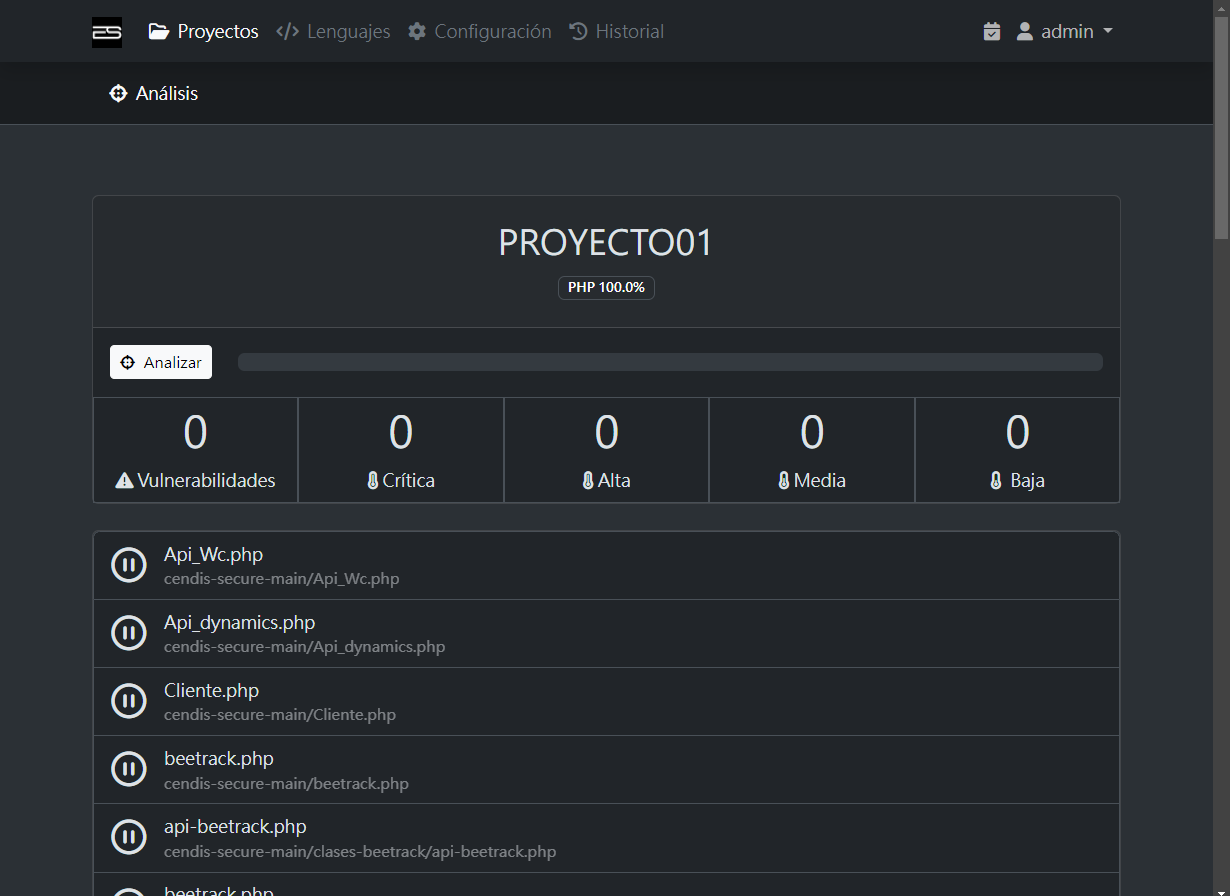 ES Proyectos Lenguajes Configuración Historial admin
Análisis
PROYECTO01
PHP 100.0%
Analizar
0 0 0 0 0
Vulnerabilidades Crítica Alta Media Baja
Api_Wc.php
cendis-secure-main/Api_Wc.php
Api_dynamics.php
cendis-secure-main/Api_dynamics.php
Cliente.php
cendis-secure-main/Cliente.php
beetrack.php
cendis-secure-main/beetrack.php
api-beetrack.php
cendis-secure-main/clases-beetrack/api-beetrack.php
beetrack.php